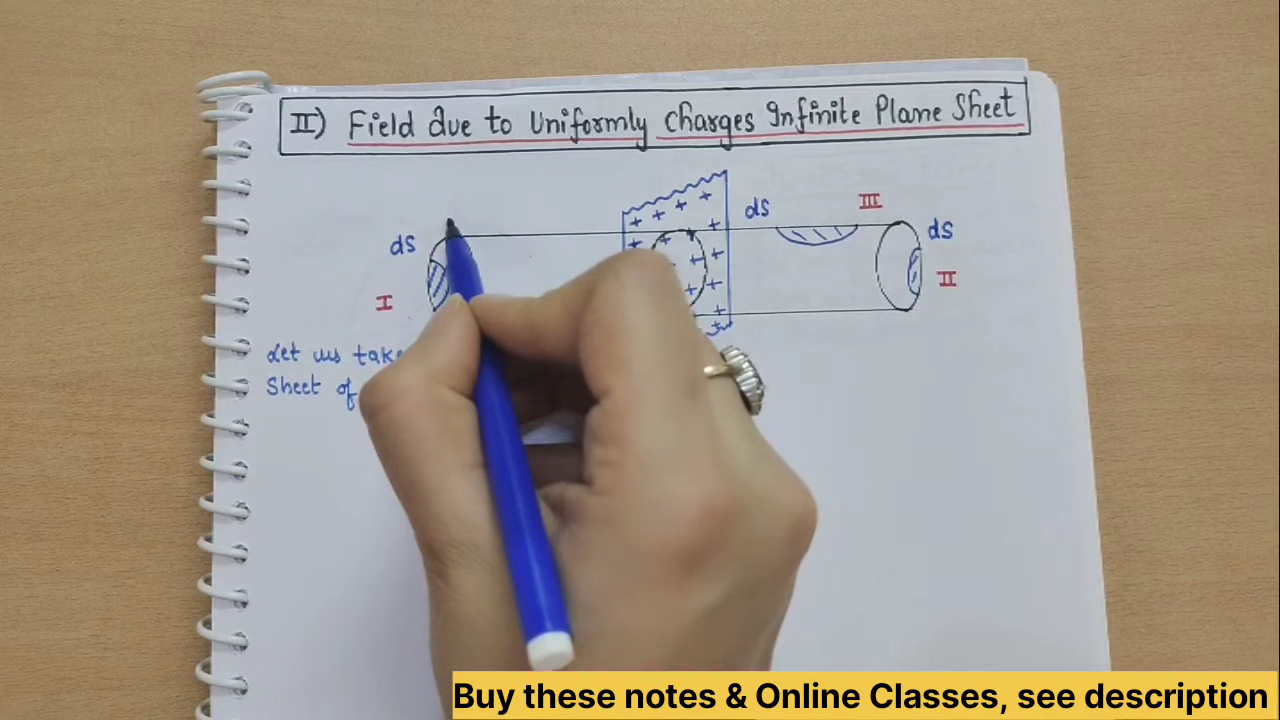 II) Field due to Uniformly Charges Infinite Plane Sheet
dS III
dS dS
I II
Let us take
Sheet of
Buy these notes & Online Classes, see description